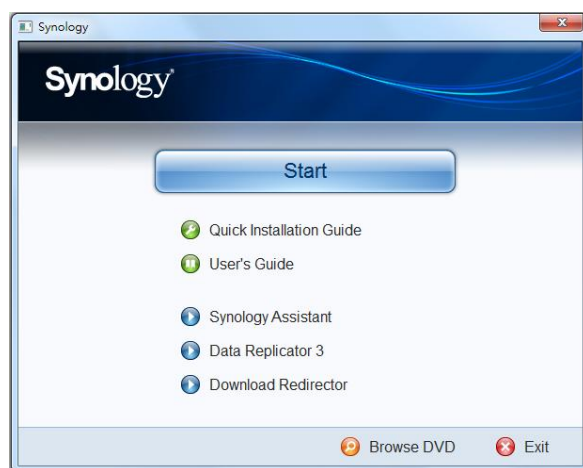 Synology
Synology
Start
Quick Installation Guide
User's Guide
Synology Assistant
Data Replicator 3
Download Redirector
Browse DVD Exit